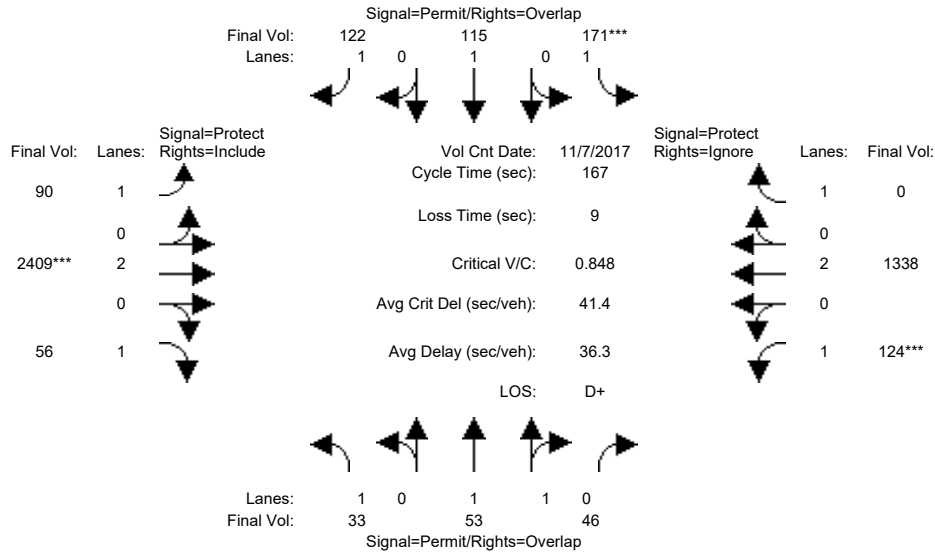 Signal=Permit/Rights=Overlap
Final Vol: 122 115 171***
Lanes: 1 0 1 0 1
Signal=Protect
Final Vol: Lanes: Rights=Include
Vol Cnt Date: 11/7/2017
Signal=Protect
Rights=Ignore Lanes: Final Vol:
Cycle Time (sec): 167
90 1
1 0
Loss Time (sec): 9
0
0
2409*** 2
Critical V/C: 0.848
2 1338
0
Avg Crit Del (sec/veh): 41.4
0
56 1
Avg Delay (sec/veh): 36.3
1 124***
LOS: D+
Lanes: 1 0 1 1 0
Final Vol: 33 53 46
Signal=Permit/Rights=Overlap